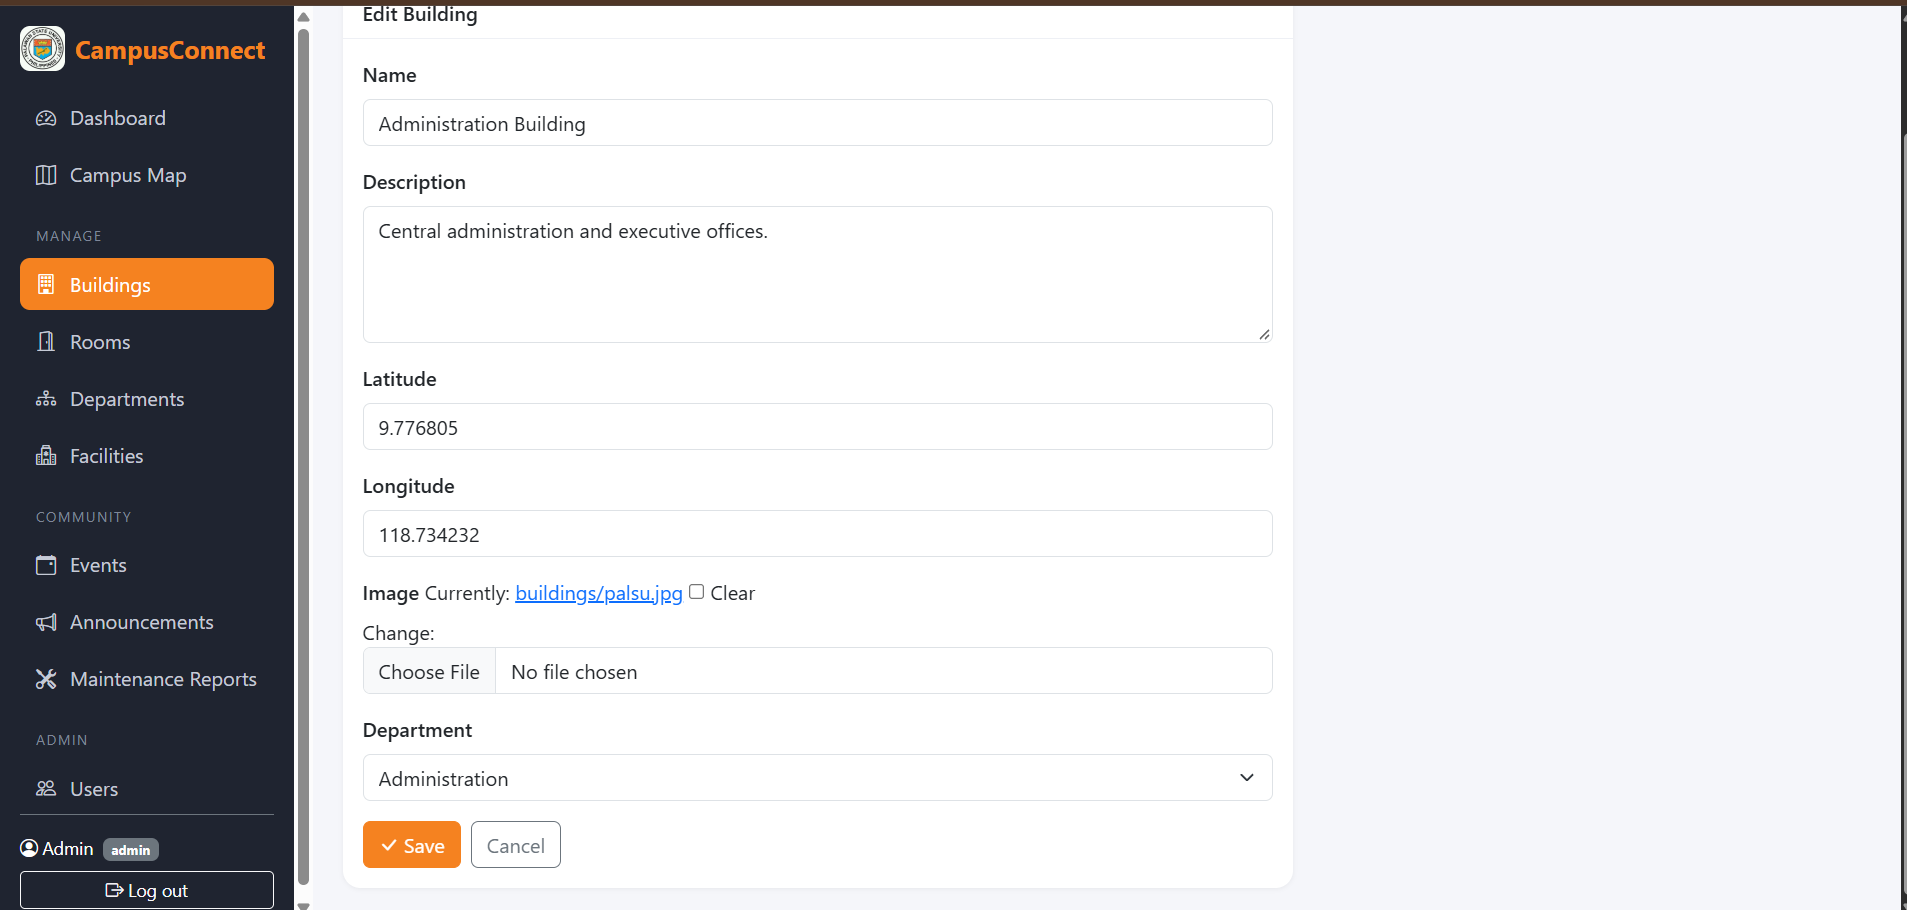 CampusConnect
Dashboard
Campus Map
MANAGE
Buildings
Rooms
Departments
Facilities
COMMUNITY
Events
Announcements
Maintenance Reports
ADMIN
Users
Admin admin
Log out
Edit Building
Name
Administration Building
Description
Central administration and executive offices.
Latitude
9.776805
Longitude
118.734232
Image Currently: buildings/palsu.jpg Clear
Change:
Choose File No file chosen
Department
Administration
Save Cancel